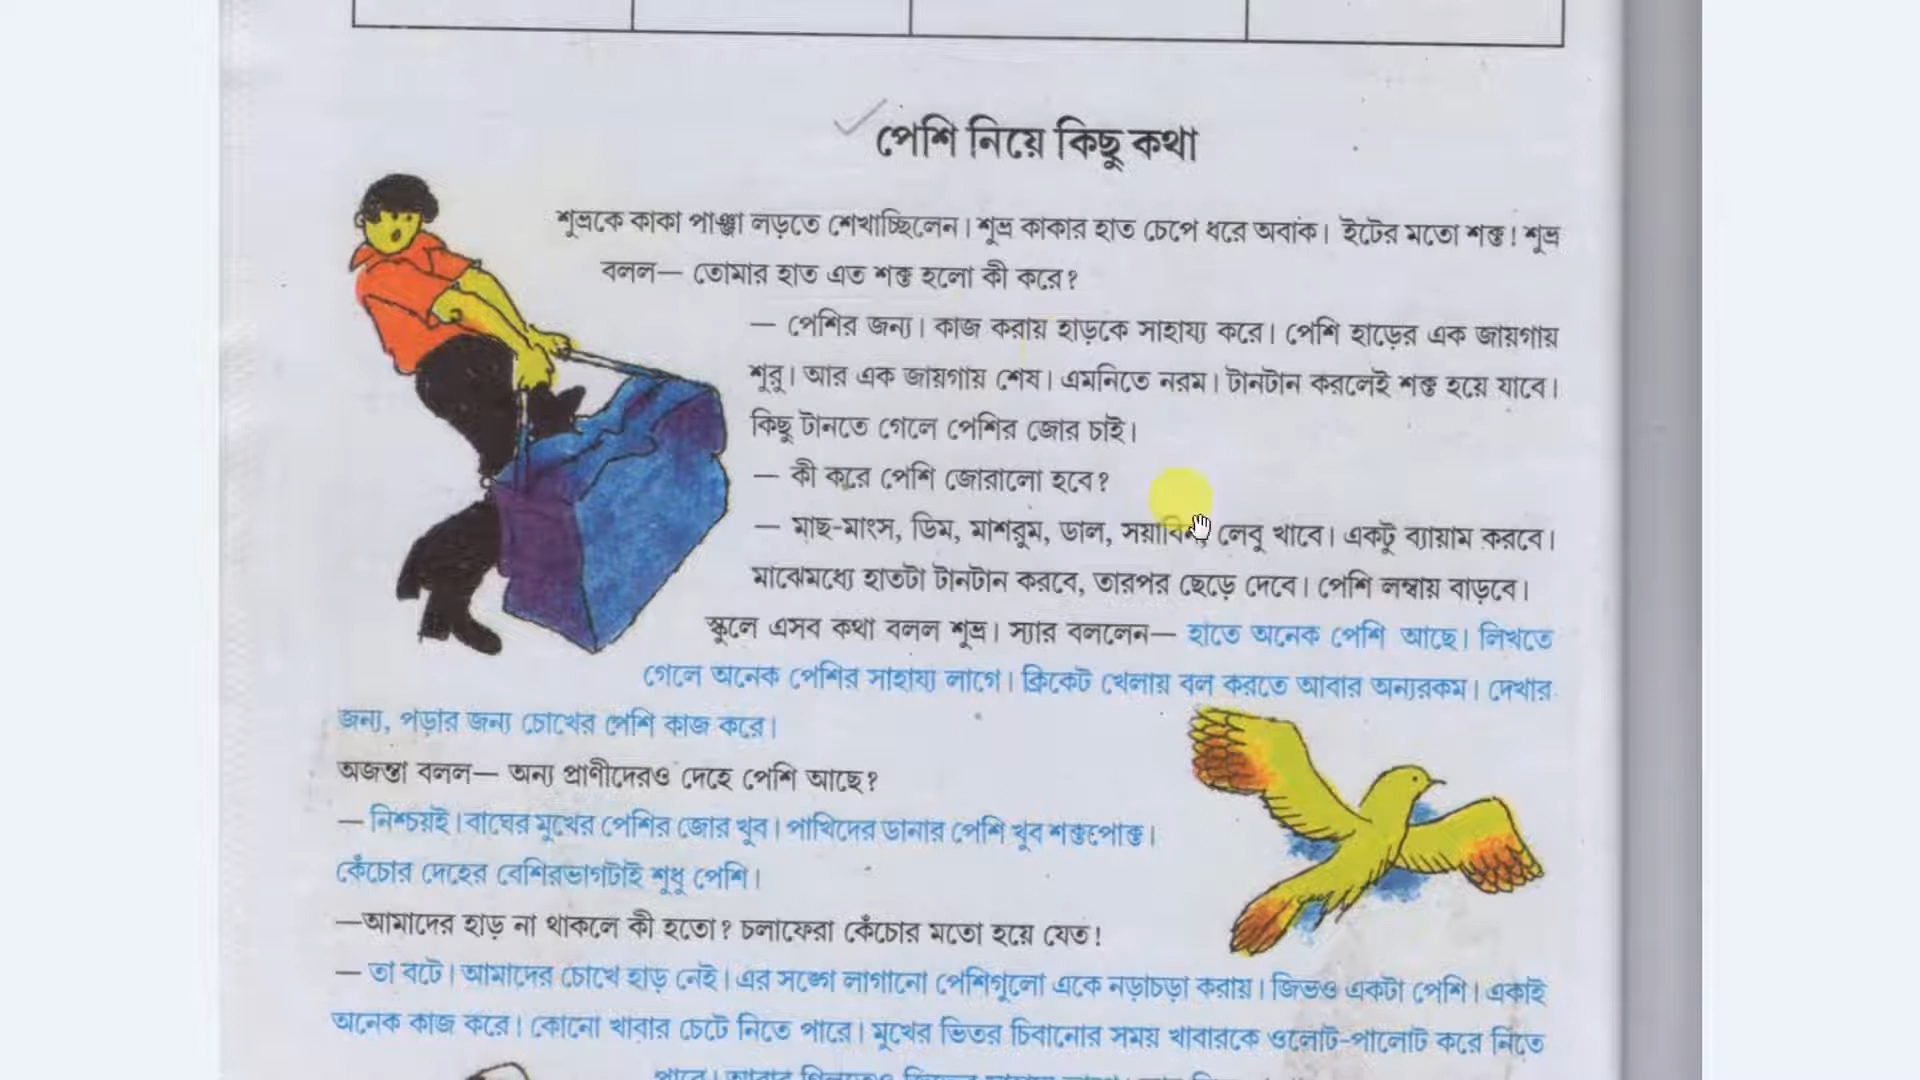 পেশি নিয়ে কিছু কথা
শুভ্রকে কাকা পাঞ্জা লড়তে শেখাচ্ছিলেন। শুভ্র কাকার হাত চেপে ধরে অবাক। ইটের মতো শক্ত! শুভ্র
বলল— তোমার হাত এত শক্ত হলো কী করে?
— পেশির জন্য। কাজ করায় হাড়কে সাহায্য করে। পেশি হাড়ের এক জায়গায়
শুরু। আর এক জায়গায় শেষ। এমনিতে নরম। টানটান করলেই শক্ত হয়ে যাবে।
কিছু টানতে গেলে পেশির জোর চাই।
— কী করে পেশি জোরালো হবে?
— মাছ-মাংস, ডিম, মাশরুম, ডাল, সয়াবিন, লেবু খাবে। একটু ব্যায়াম করবে।
মাঝেমধ্যে হাতটা টানটান করবে, তারপর ছেড়ে দেবে। পেশি লম্বায় বাড়বে।
স্কুলে এসব কথা বলল শুভ্র। স্যার বললেন— হাতে অনেক পেশি আছে। লিখতে
গেলে অনেক পেশির সাহায্য লাগে। ক্রিকেট খেলায় বল করতে আবার অন্যরকম। দেখার
জন্য, পড়ার জন্য চোখের পেশি কাজ করে।
অজন্তা বলল— অন্য প্রাণীদেরও দেহে পেশি আছে?
— নিশ্চয়ই। বাঘের মুখের পেশির জোর খুব। পাখিদের ডানার পেশি খুব শক্তপোক্ত।
কেঁচোর দেহের বেশিরভাগটাই শুধু পেশি।
—আমাদের হাড় না থাকলে কী হতো? চলাফেরা কেঁচোর মতো হয়ে যেত!
— তা বটে। আমাদের চোখে হাড় নেই। এর সঙ্গে লাগানো পেশিগুলো একে নড়াচড়া করায়। জিভও একটা পেশি। একাই
অনেক কাজ করে। কোনো খাবার চেটে নিতে পারে। মুখের ভিতর চিবানোর সময় খাবারকে ওলোট-পালোট করে নিতে